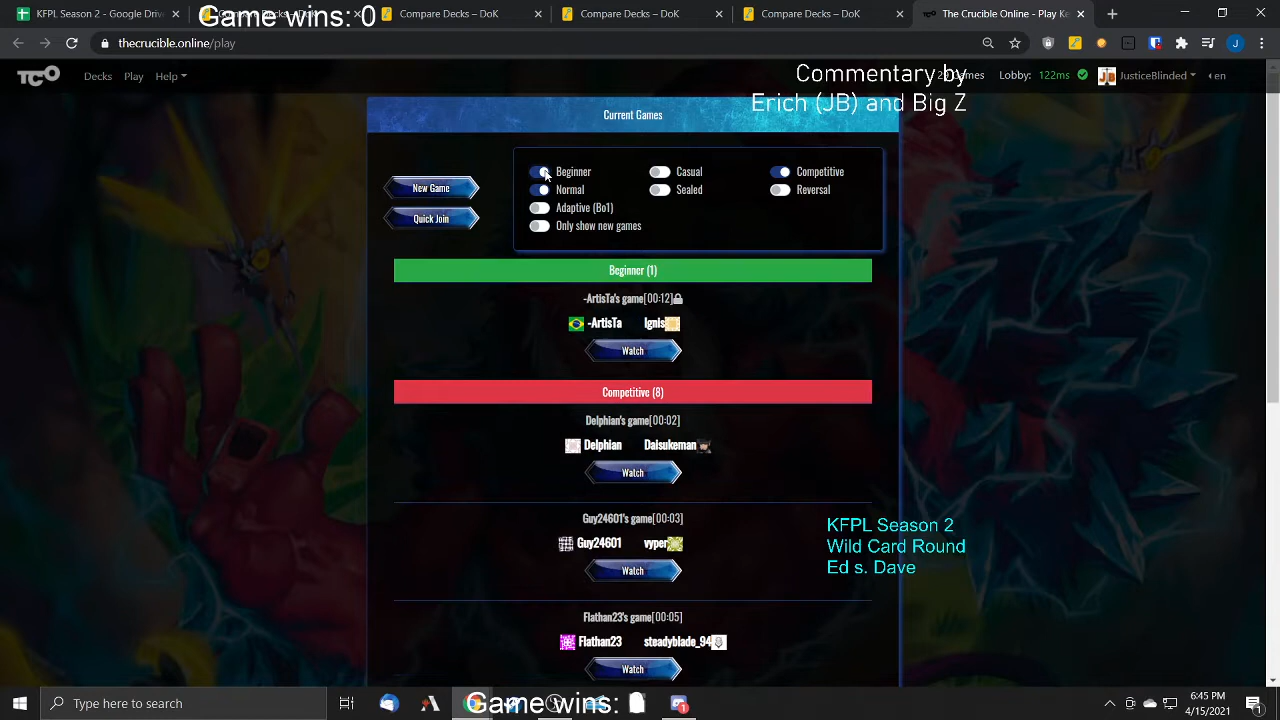 KFPL Season 2 - Google Driv
Compare Decks – DoK
Compare Decks – DoK
Compare Decks – DoK
The Crucible Online - Play Ke
Game wins: 0
thecrucible.online/play
J
TCO
Decks
Play
Help
Games
Lobby: 122ms
JB
JusticeBlinded
en
Commentary by
Erich (JB) and Big Z
Current Games
New Game
Quick Join
Beginner
Casual
Competitive
Normal
Sealed
Reversal
Adaptive (Bo1)
Only show new games
Beginner (1)
-ArtisTa's game[00:12]
-ArtisTa
Ignis
Watch
Competitive (8)
Delphian's game[00:02]
Delphian
Daisukeman
Watch
Guy24601's game[00:03]
Guy24601
vyper
Watch
KFPL Season 2
Wild Card Round
Ed s. Dave
Flathan23's game[00:05]
Flathan23
steadyblade_94
Watch
Type here to search
Game wins:
1
6:45 PM
4/15/2021
1